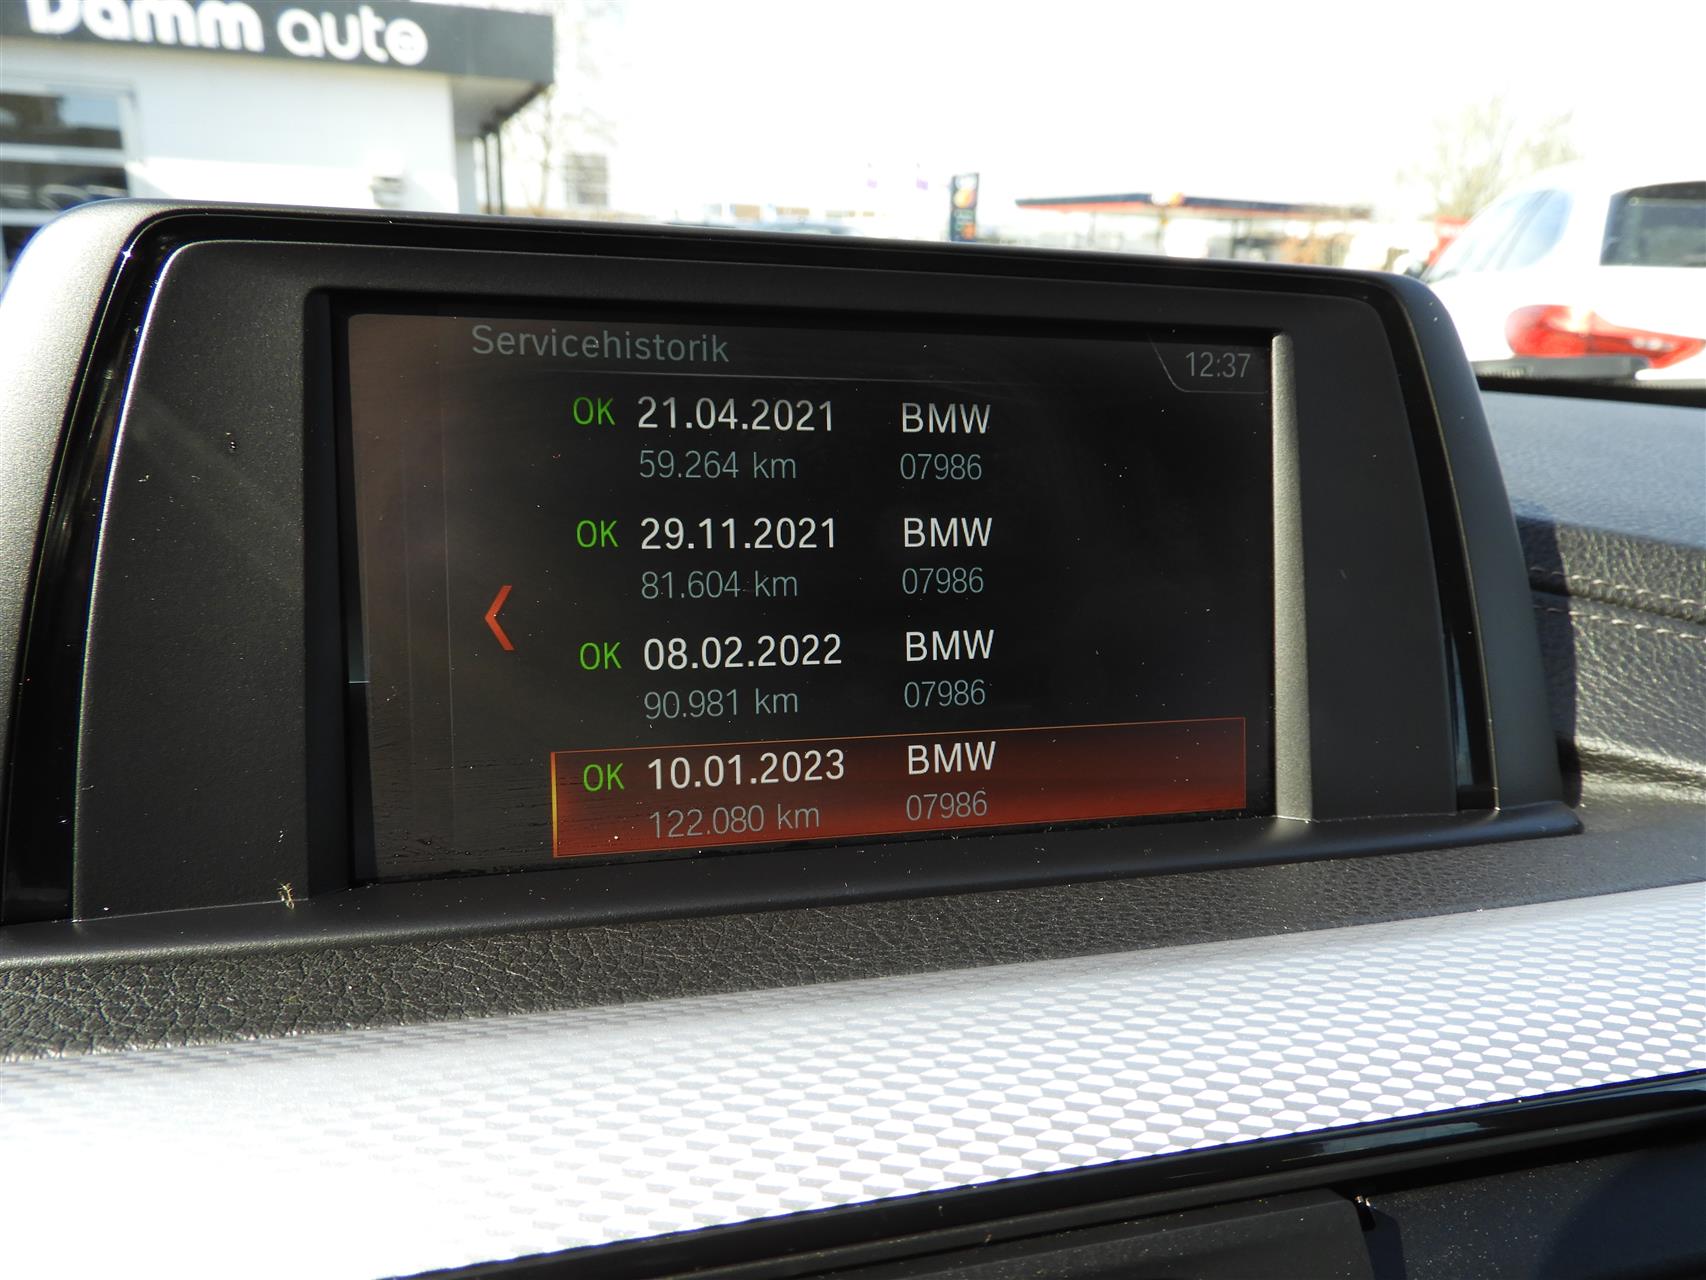 Damm auto
Servicehistorik
12:37
OK 21.04.2021 BMW
59.264 km 07986
OK 29.11.2021 BMW
81.604 km 07986
OK 08.02.2022 BMW
90.981 km 07986
OK 10.01.2023 BMW
122.080 km 07986